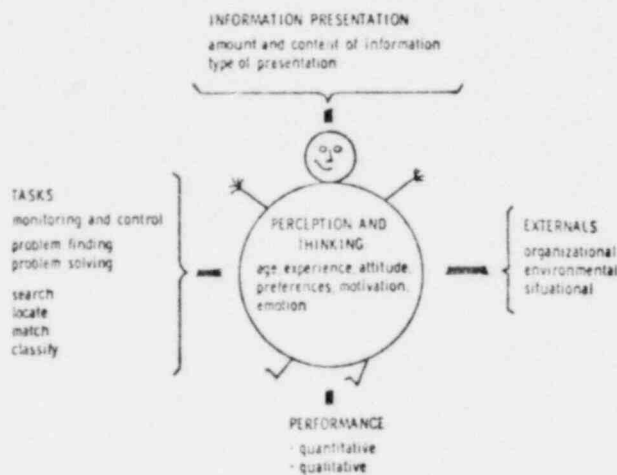 INFORMATION PRESENTATION
amount and content of information
type of presentation
TASKS
monitoring and control
problem finding
problem solving
search
locate
match
classify
PERCEPTION AND
THINKING
age, experience, attitude,
preferences, motivation,
emotion
EXTERNALS
organizational
environmental
situational
PERFORMANCE
- quantitative
- qualitative